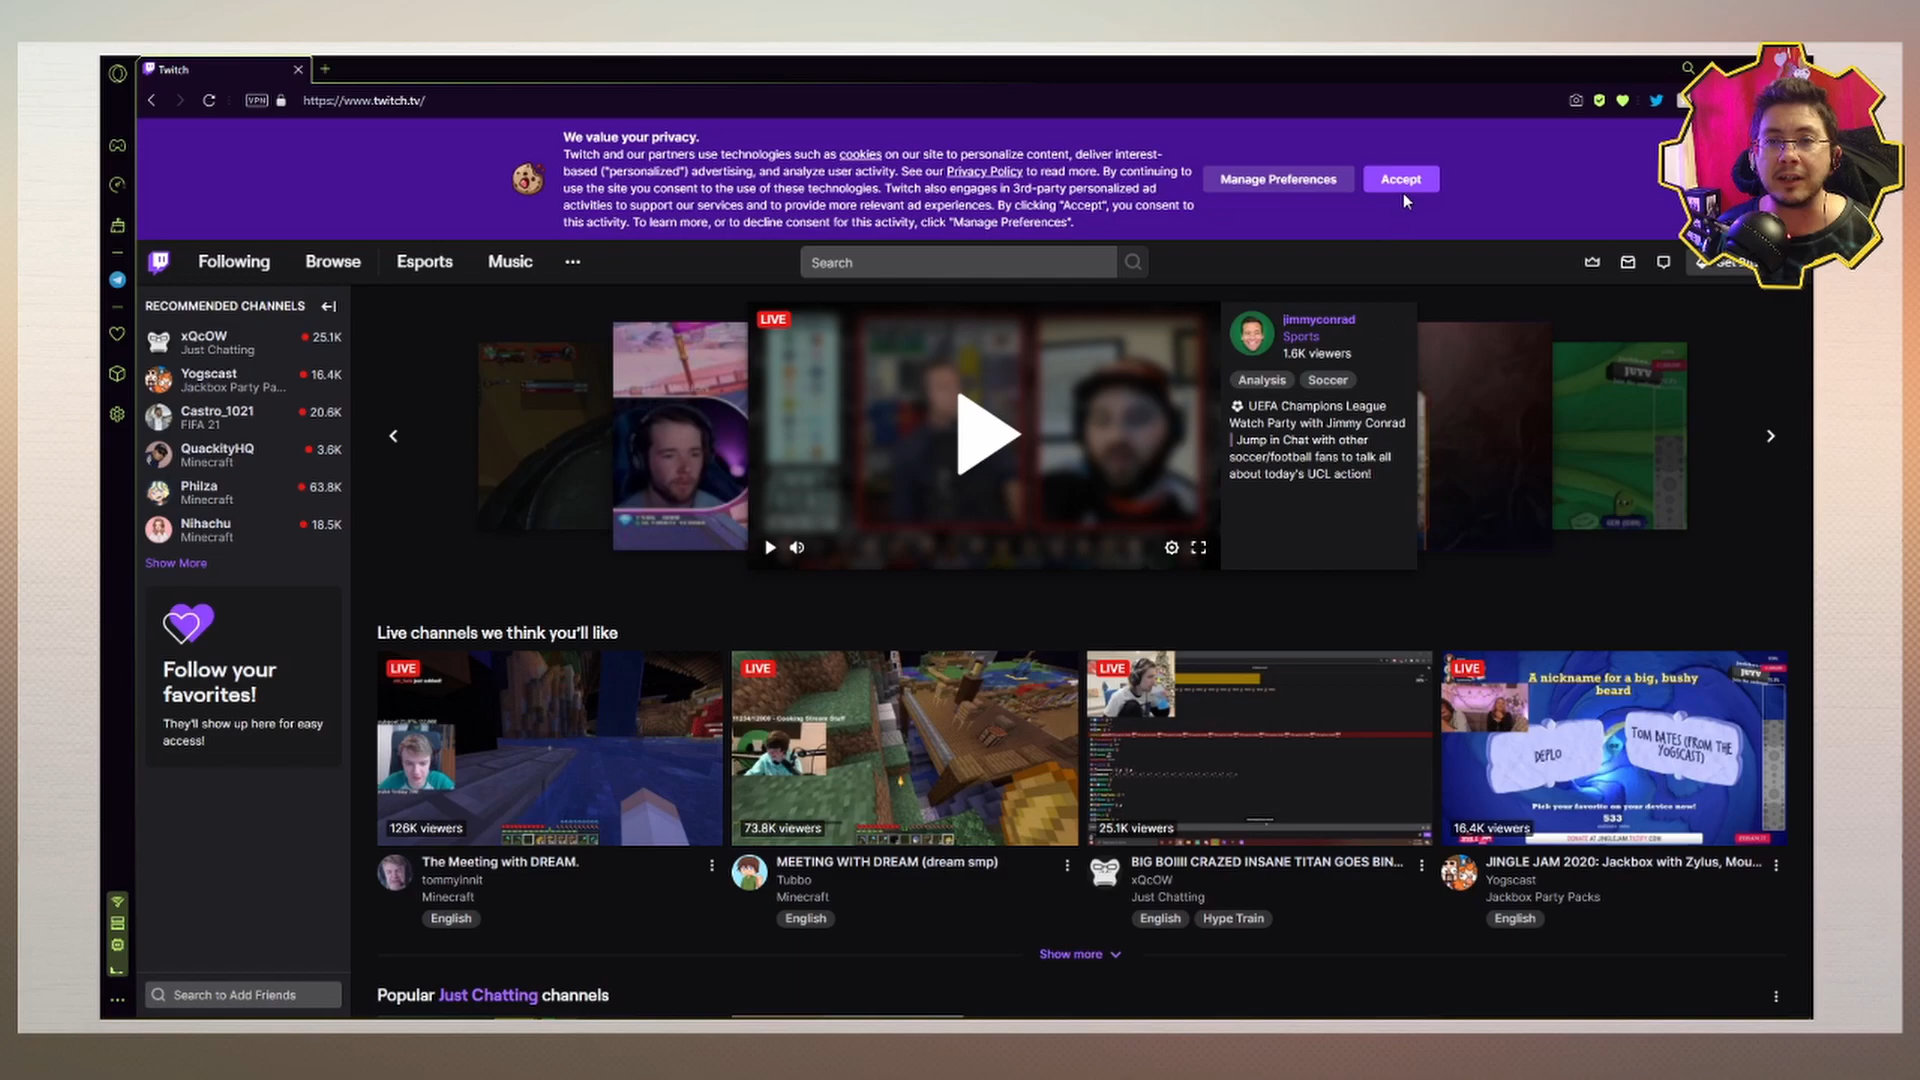 Twitch
VPN
https://www.twitch.tv/
We value your privacy.
Twitch and our partners use technologies such as cookies on our site to personalize content, deliver interest-
based ("personalized") advertising, and analyze user activity. See our Privacy Policy to read more. By continuing to
use the site you consent to the use of these technologies. Twitch also engages in 3rd-party personalized ad
activities to support our services and to provide more relevant ad experiences. By clicking "Accept", you consent to
this activity. To learn more, or to decline consent for this activity, click "Manage Preferences".
Manage Preferences
Accept
Following
Browse
Esports
Music
Search
RECOMMENDED CHANNELS
xQcOW
Just Chatting
25.1K
Yogscast
Jackbox Party Pa...
16.4K
Castro_1021
FIFA 21
20.6K
QuackityHQ
Minecraft
3.6K
Philza
Minecraft
63.8K
Nihachu
Minecraft
18.5K
Show More
Follow your
favorites!
They'll show up here for easy
access!
Search to Add Friends
LIVE
jimmyconrad
Sports
1.6K viewers
Analysis
Soccer
UEFA Champions League
Watch Party with Jimmy Conrad
| Jump in Chat with other
soccer/football fans to talk all
about today's UCL action!
Live channels we think you'll like
LIVE
126K viewers
The Meeting with DREAM.
tommyinnit
Minecraft
English
LIVE
73.8K viewers
MEETING WITH DREAM (dream smp)
Tubbo
Minecraft
English
LIVE
25.1K viewers
BIG BOIIII CRAZED INSANE TITAN GOES BIN...
xQcOW
Just Chatting
English
Hype Train
LIVE
A nickname for a big, bushy
beard
DEPLO
TOM BATES (FROM THE
YOGSCAST)
Pick your favorite on your device now!
533
16.4K viewers
JINGLE JAM 2020: Jackbox with Zylus, Mou...
Yogscast
Jackbox Party Packs
English
Show more
Popular Just Chatting channels